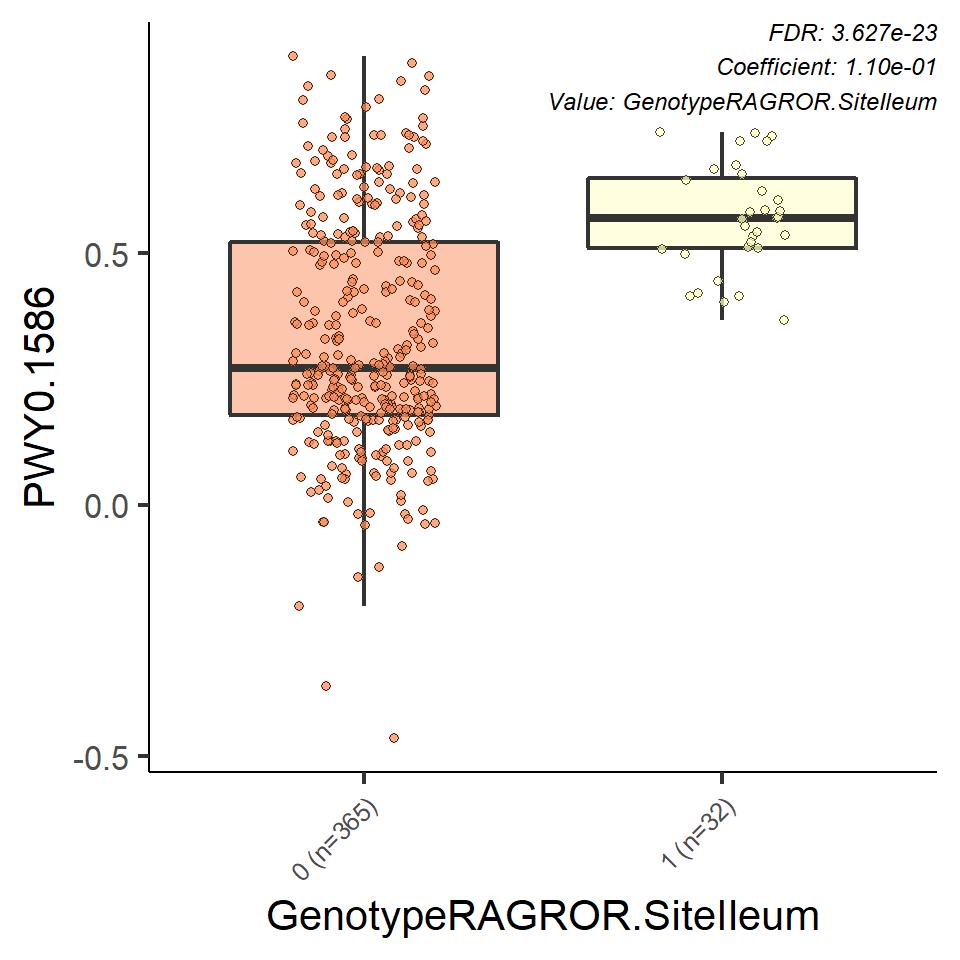 FDR: 3.627e-23
Coefficient: 1.10e-01
Value: GenotypeRAGROR.SiteIleum
PWY0.1586
0.5
0.0
-0.5
0 (n=365)
1 (n=32)
GenotypeRAGROR.SiteIleum